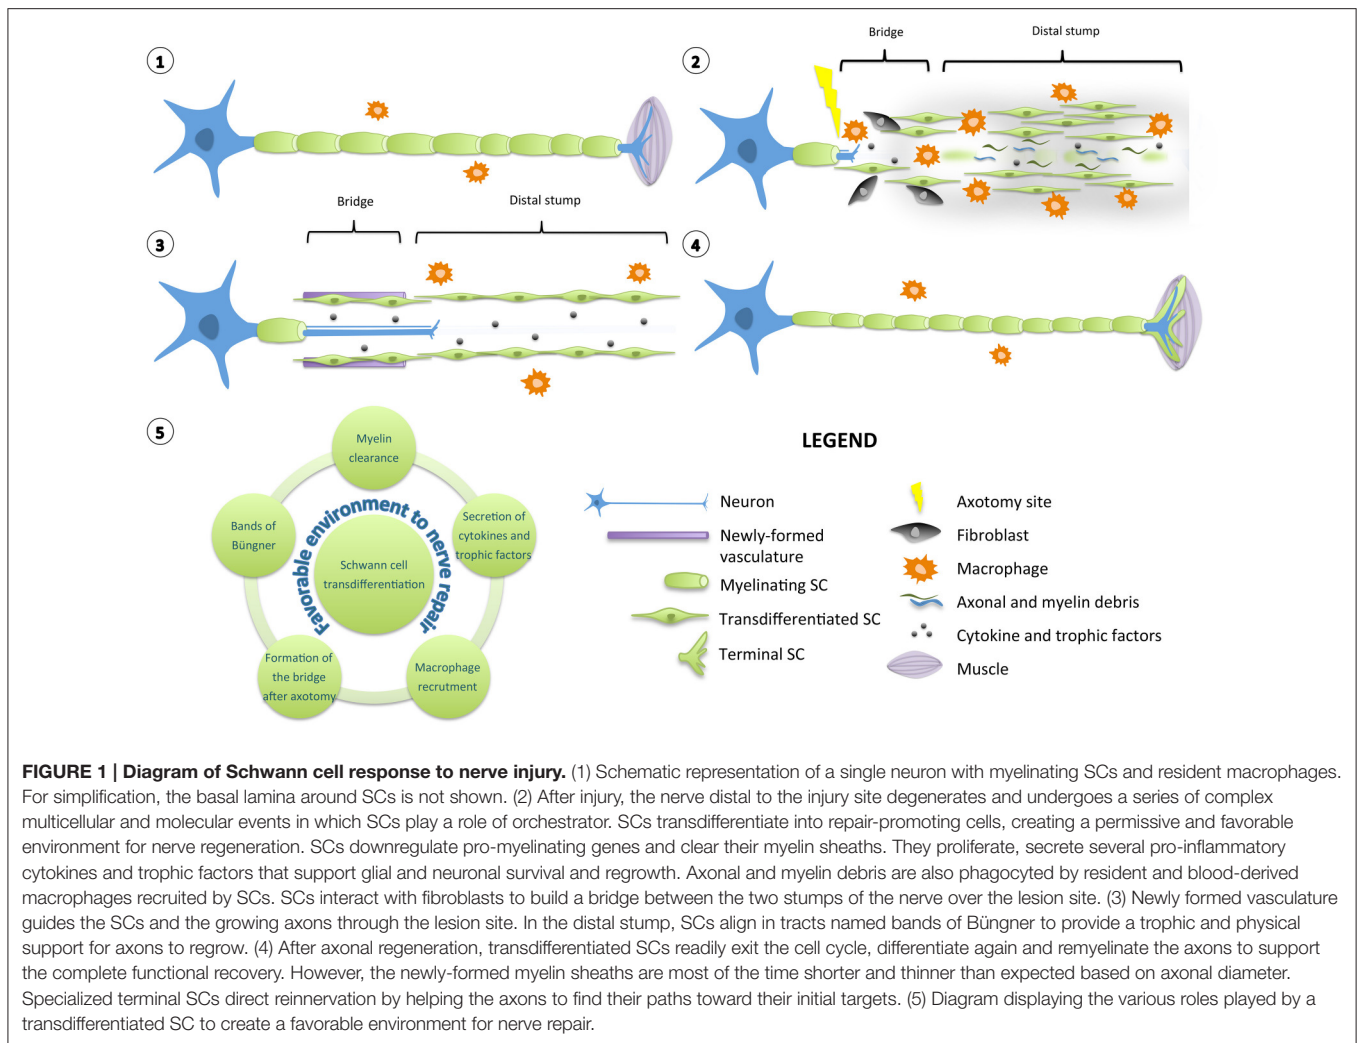 1
2
Bridge
Distal stump
Bridge
Distal stump
3
4
5
Myelin
clearance
Bands of
Büngner
Secretion of
cytokines and
trophic factors
Favorable environment to nerve repair
Schwann cell
transdifferentiation
Formation of
the bridge
after axotomy
Macrophage
recrutment
LEGEND
Neuron
Newly-formed
vasculature
Myelinating SC
Transdifferentiated SC
Terminal SC
Axotomy site
Fibroblast
Macrophage
Axonal and myelin debris
Cytokine and trophic factors
Muscle
FIGURE 1 | Diagram of Schwann cell response to nerve injury. (1) Schematic representation of a single neuron with myelinating SCs and resident macrophages.
For simplification, the basal lamina around SCs is not shown. (2) After injury, the nerve distal to the injury site degenerates and undergoes a series of complex
multicellular and molecular events in which SCs play a role of orchestrator. SCs transdifferentiate into repair-promoting cells, creating a permissive and favorable
environment for nerve regeneration. SCs downregulate pro-myelinating genes and clear their myelin sheaths. They proliferate, secrete several pro-inflammatory
cytokines and trophic factors that support glial and neuronal survival and regrowth. Axonal and myelin debris are also phagocyted by resident and blood-derived
macrophages recruited by SCs. SCs interact with fibroblasts to build a bridge between the two stumps of the nerve over the lesion site. (3) Newly formed vasculature
guides the SCs and the growing axons through the lesion site. In the distal stump, SCs align in tracts named bands of Büngner to provide a trophic and physical
support for axons to regrow. (4) After axonal regeneration, transdifferentiated SCs readily exit the cell cycle, differentiate again and remyelinate the axons to support
the complete functional recovery. However, the newly-formed myelin sheaths are most of the time shorter and thinner than expected based on axonal diameter.
Specialized terminal SCs direct reinnervation by helping the axons to find their paths toward their initial targets. (5) Diagram displaying the various roles played by a
transdifferentiated SC to create a favorable environment for nerve repair.